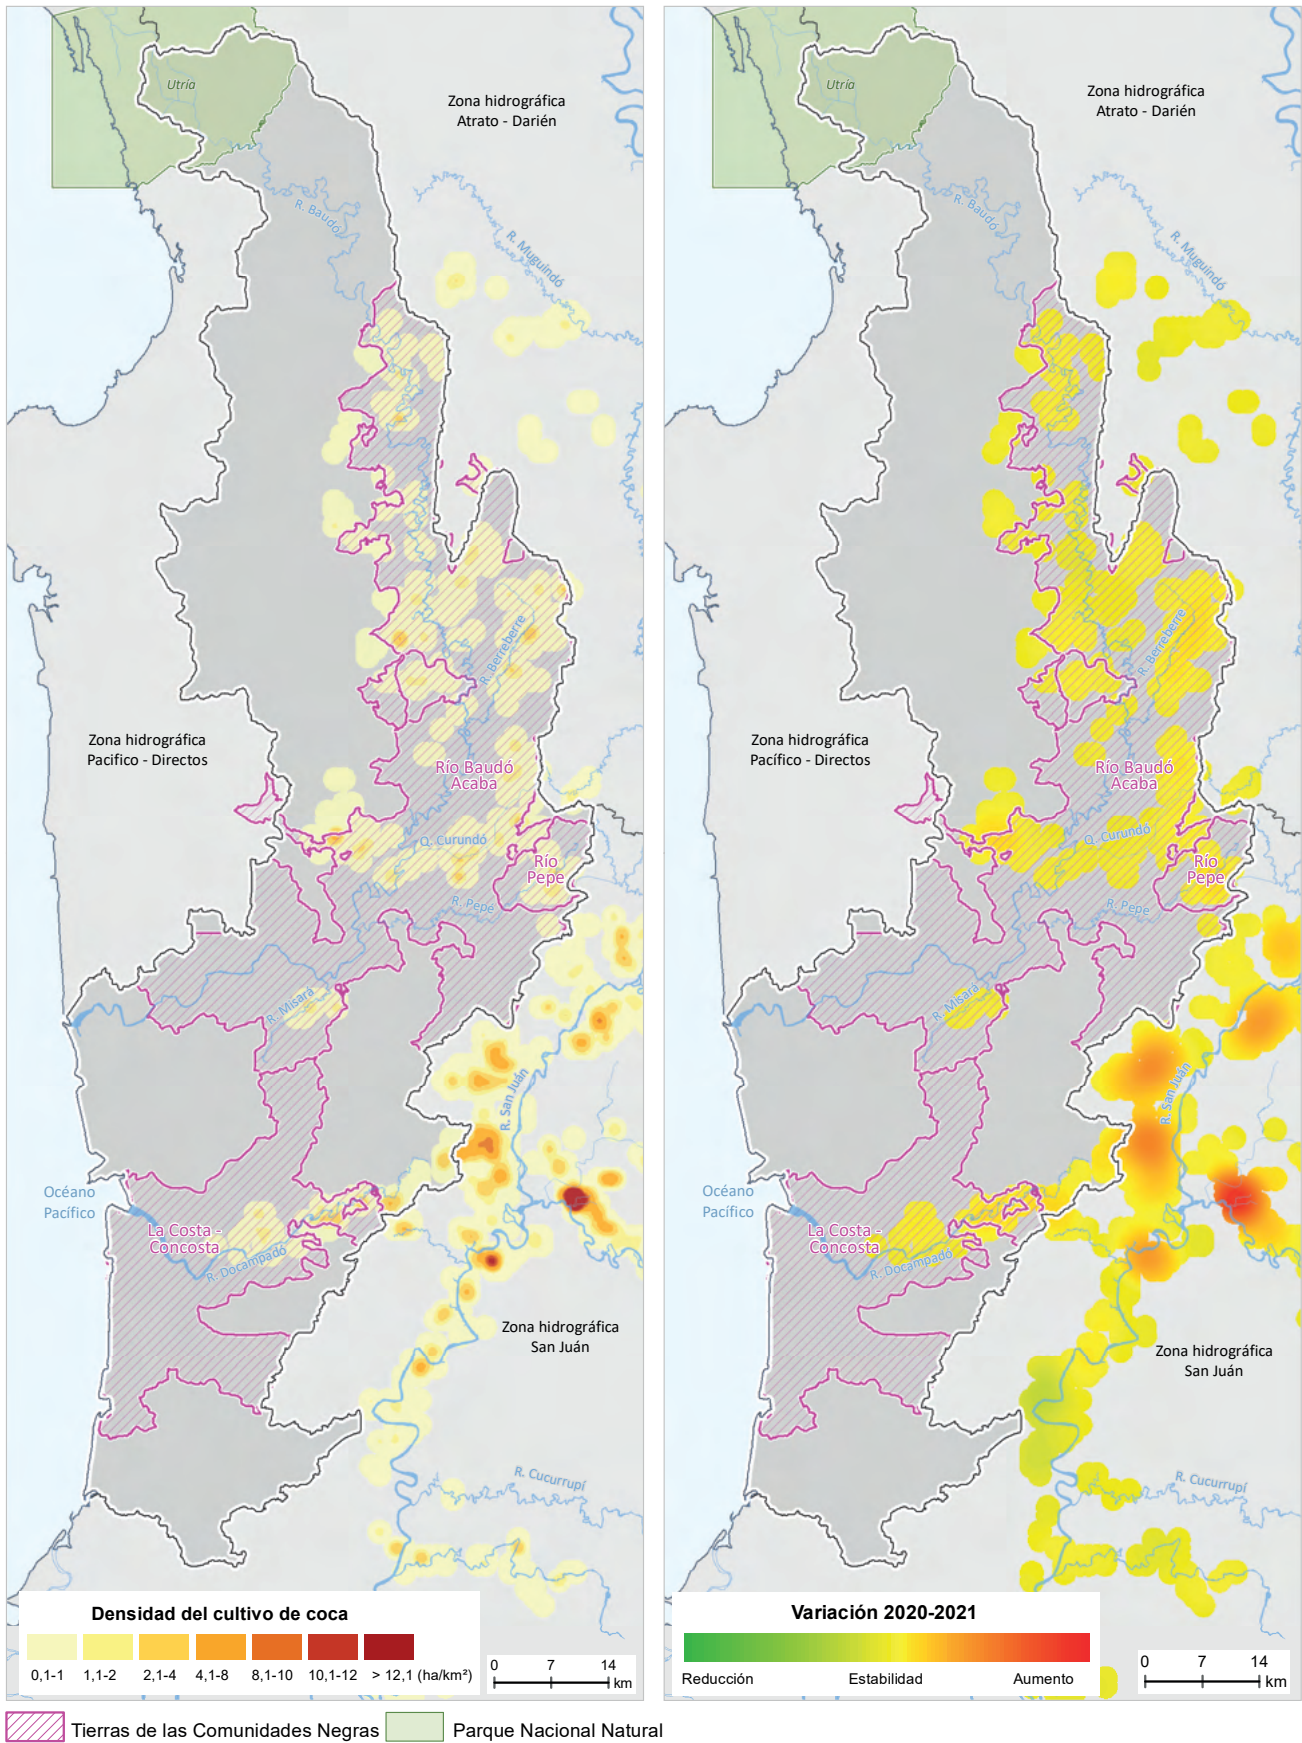 Utría
Zona hidrográfica
Atrato - Darién
R. Baudó
R. Muguindó
R. Berreberre
Zona hidrográfica
Pacifico - Directos
Río Baudó
Acaba
Q. Curundó
Río
Pepe
R. Pepé
R. Misará
R. San Juán
Océano
Pacífico
La Costa -
Concosta
R. Docampadó
Zona hidrográfica
San Juán
R. Cucurrupí
Densidad del cultivo de coca
0,1-1 1,1-2 2,1-4 4,1-8 8,1-10 10,1-12 > 12,1 (ha/km²)
0 7 14
km
Utría
Zona hidrográfica
Atrato - Darién
R. Baudó
R. Muguindó
R. Berreberre
Zona hidrográfica
Pacífico - Directos
Río Baudó
Acaba
Q. Curundó
Río
Pepe
R. Pepé
R. Misará
R. San Juán
Océano
Pacífico
La Costa -
Concosta
R. Docampadó
Zona hidrográfica
San Juán
R. Cucurrupí
Variación 2020-2021
Reducción Estabilidad Aumento
0 7 14
km
Tierras de las Comunidades Negras
Parque Nacional Natural